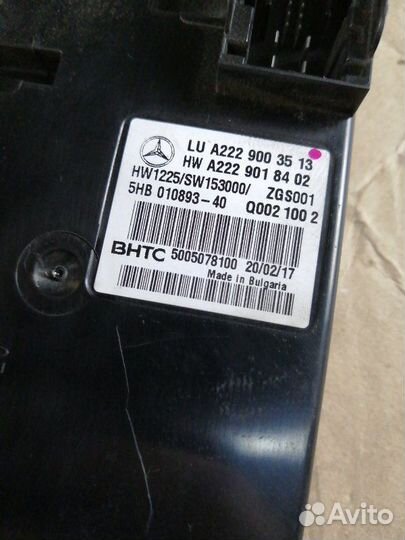 LU A222 900 35 13
HW A222 901 84 02
HW1225/SW153000/ ZGS001
5HB 010893-40 Q002 100 2
BHTC 5005078100 20/02/17
Made in Bulgaria
Avito